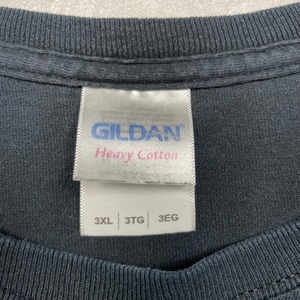 GILDAN
Heavy Cotton
3XL | 3TG | 3EG